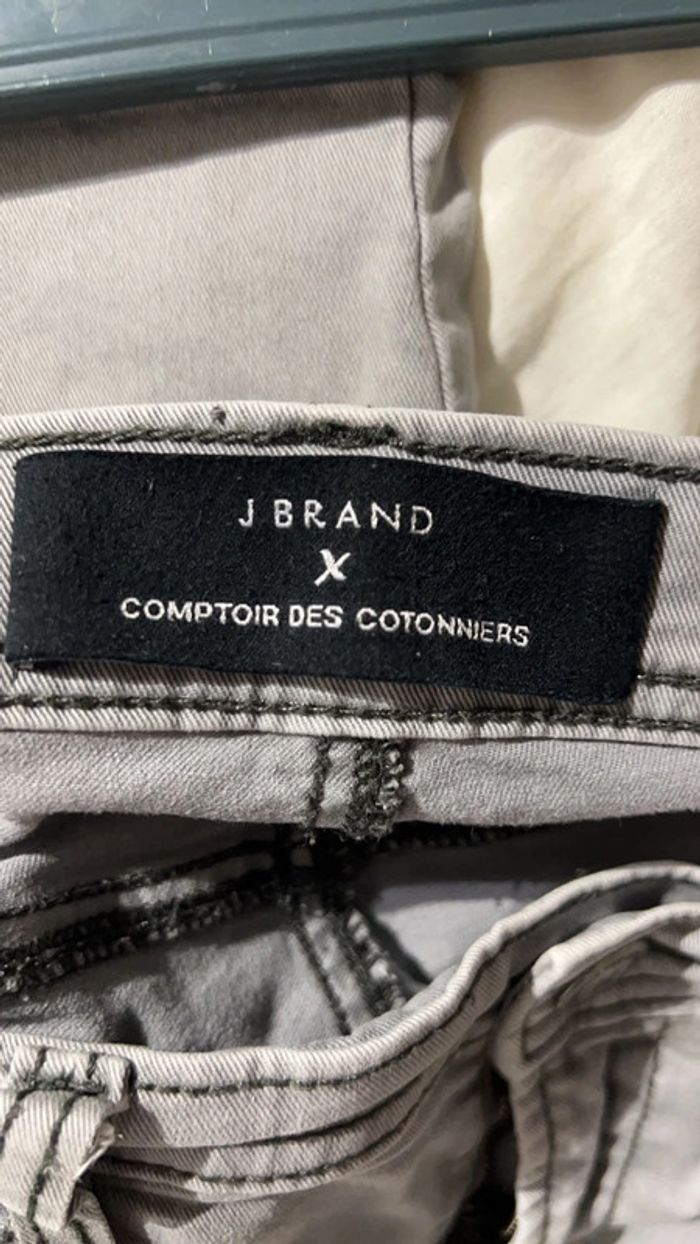 J BRAND
X
COMPTOIR DES COTONNIERS